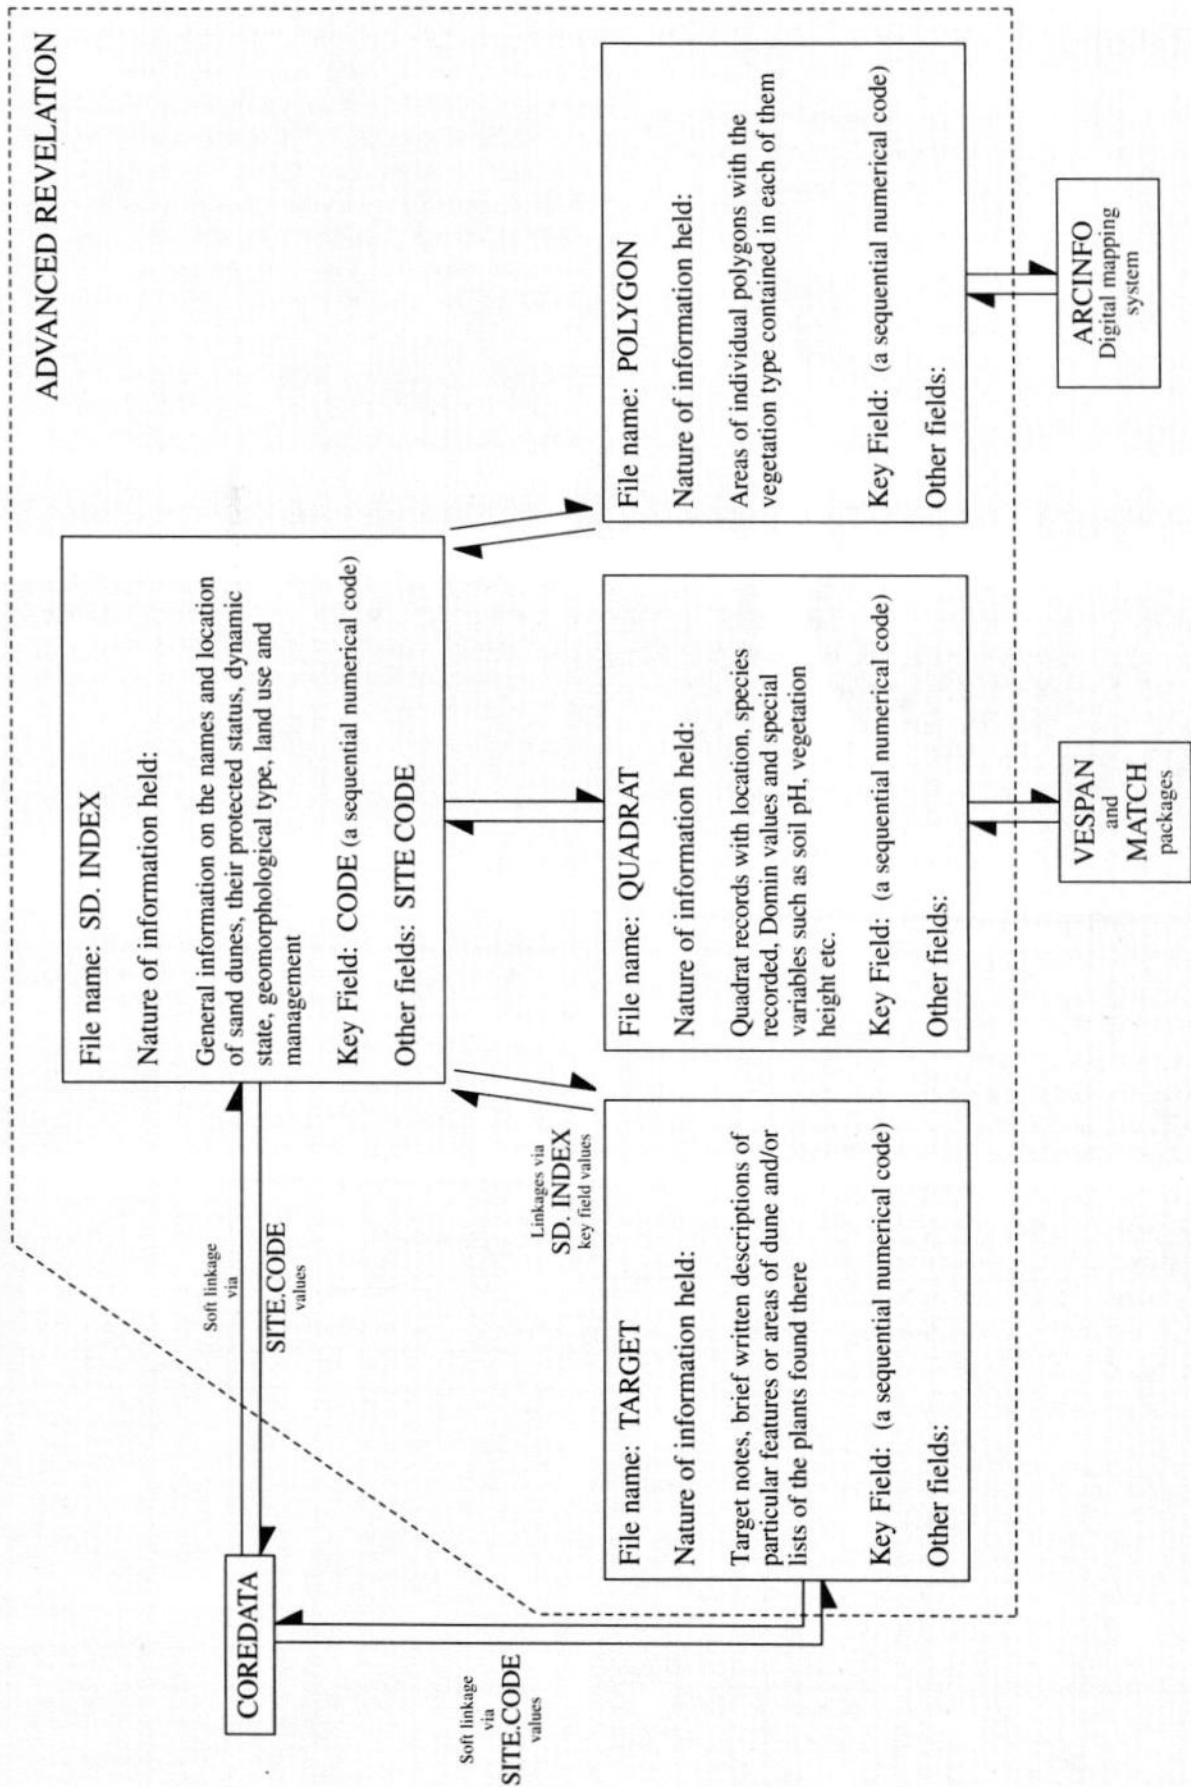 ADVANCED REVELATION
COREDATA
Soft linkage
via
SITE.CODE
values
File name: SD. INDEX
Nature of information held:
General information on the names and location
of sand dunes, their protected status, dynamic
state, geomorphological type, land use and
management
Key Field: CODE (a sequential numerical code)
Other fields: SITE CODE
Soft linkage
via
SITE.CODE
values
Linkages via
SD. INDEX
key field values
File name: TARGET
Nature of information held:
Target notes, brief written descriptions of
particular features or areas of dune and/or
lists of the plants found there
Key Field: (a sequential numerical code)
Other fields:
File name: QUADRAT
Nature of information held:
Quadrat records with location, species
recorded, Domin values and special
variables such as soil pH, vegetation
height etc.
Key Field: (a sequential numerical code)
Other fields:
File name: POLYGON
Nature of information held:
Areas of individual polygons with the
vegetation type contained in each of them
Key Field: (a sequential numerical code)
Other fields:
VESPAN
and
MATCH
packages
ARCINFO
Digital mapping
system